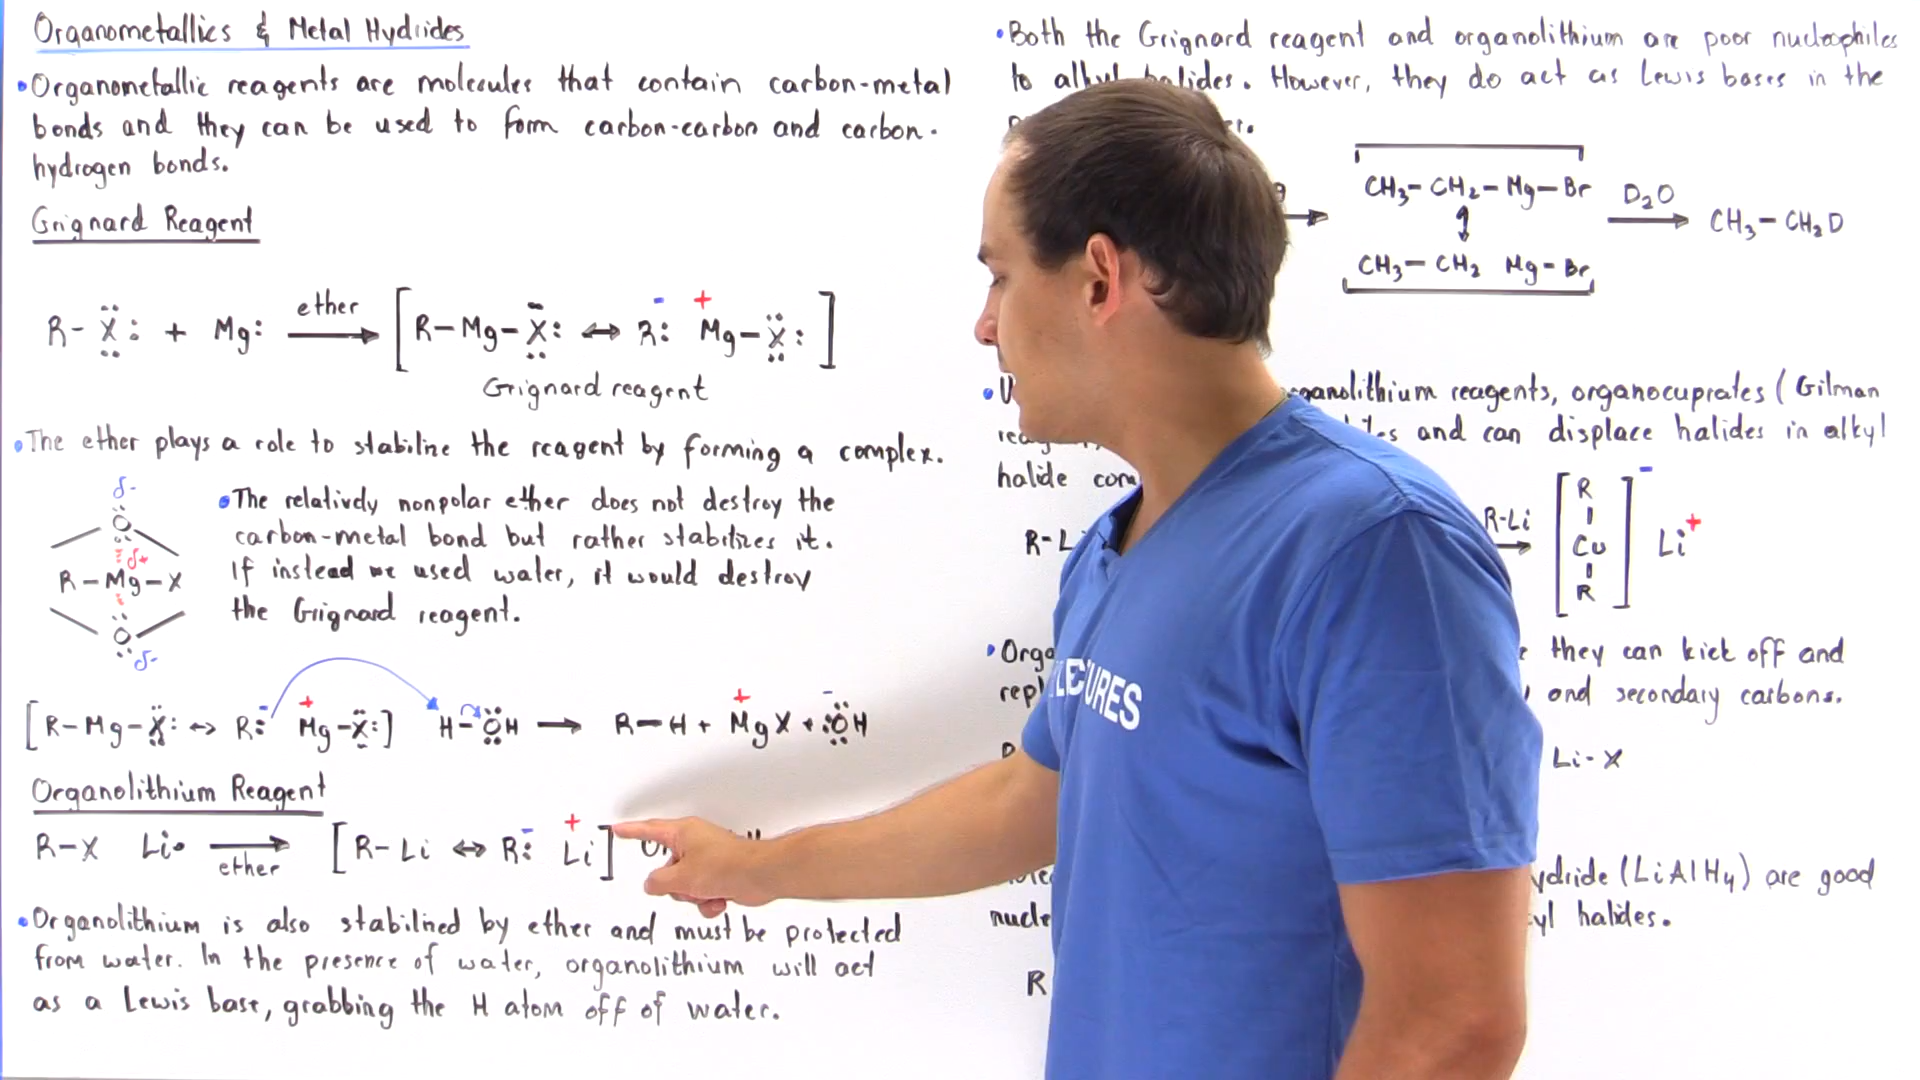 Organometallics & Metal Hydrides
•Organometallic reagents are molecules that contain carbon-metal
bonds and they can be used to form carbon-carbon and carbon-
hydrogen bonds.
Grignard Reagent
R-X: + Mg: ether → [R-Mg-X: ↔ R:- +Mg-X:]
Grignard reagent
•The ether plays a role to stabilize the reagent by forming a complex.
δ-
O
δ+
R-Mg-X
O
δ-
•The relatively nonpolar ether does not destroy the
carbon-metal bond but rather stabilizes it.
If instead we used water, it would destroy
the Grignard reagent.
[R-Mg-X: ↔ R:- +Mg-X:] H-OH → R-H + +MgX + -:OH
Organolithium Reagent
R-X Li• → ether [R-Li ↔ R:- +Li]
•Organolithium is also stabilized by ether and must be protected
from water. In the presence of water, organolithium will act
as a Lewis base, grabbing the H atom off of water.
•Both the Grignard reagent and organolithium are poor nucleophiles
to alkyl halides. However, they do act as Lewis bases in the
→ [CH3-CH2-Mg-Br ↔ CH3-CH2 Mg-Br] D2O → CH3-CH2D
organolithium reagents, organocuprates (Gilman
and can displace halides in alkyl
halide
R-Li → [R-Cu-R]- Li+
they can kick off and
and secondary carbons.
Li-X
(LiAlH4) are good
halides.
R
LECTURES